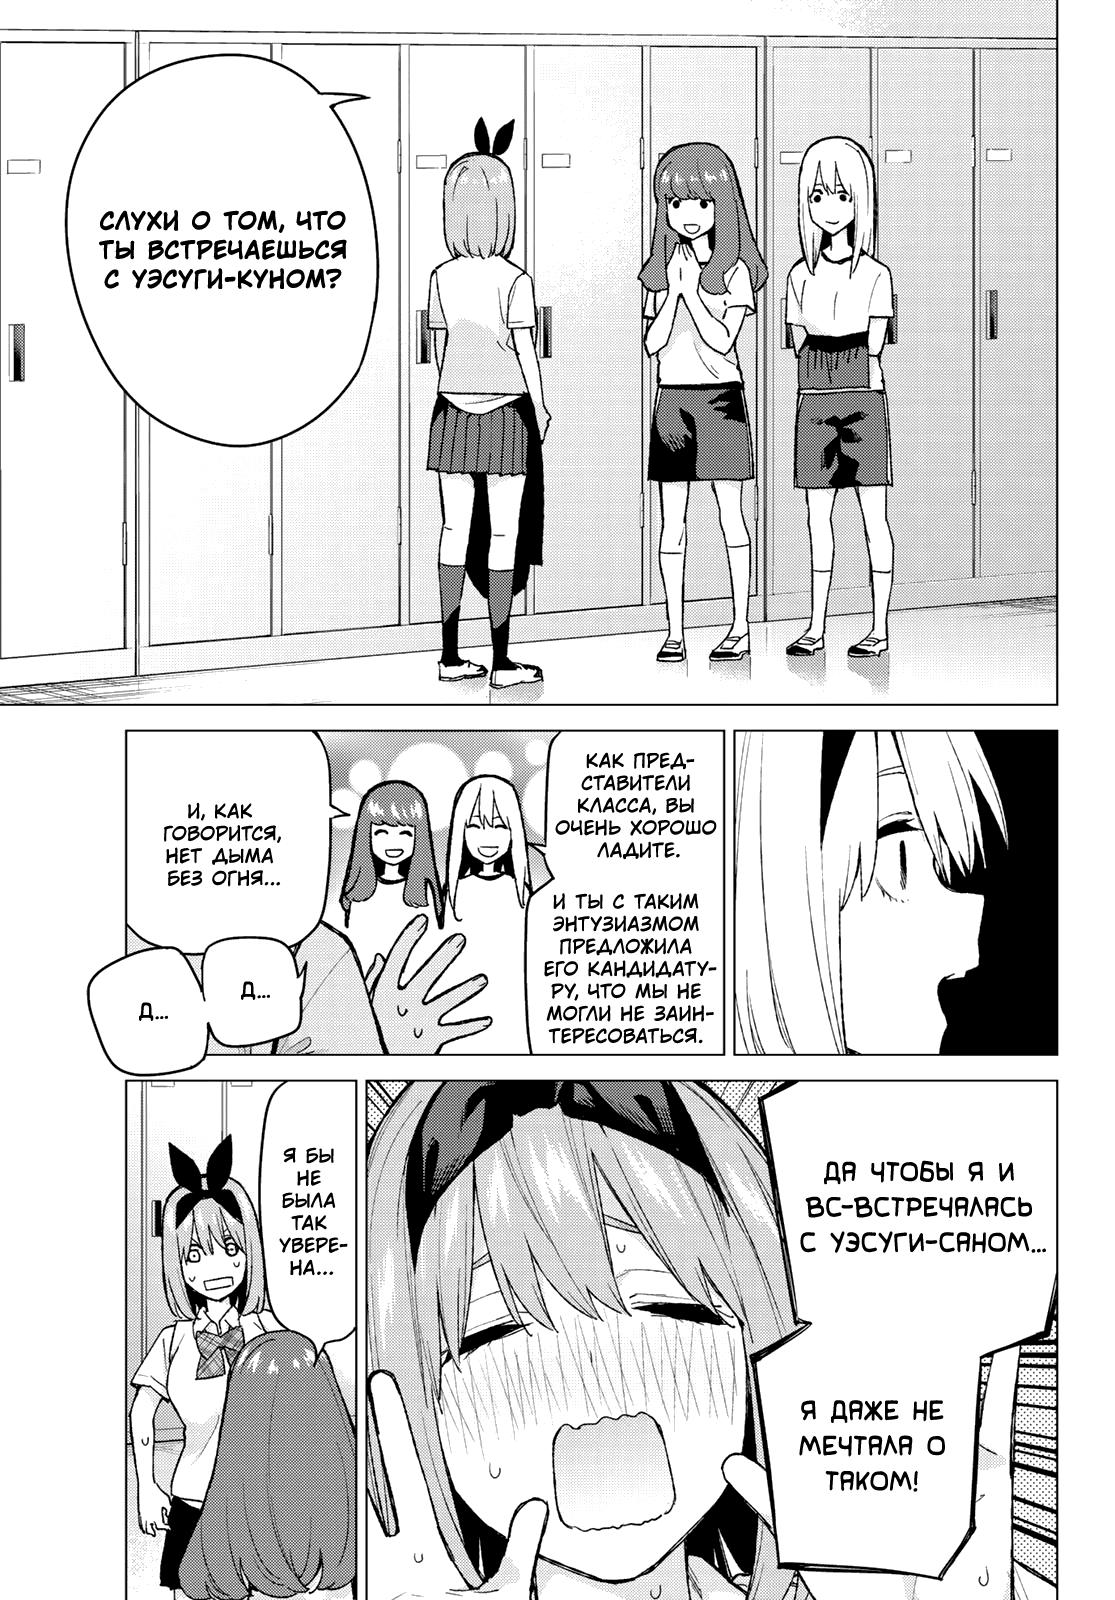 СЛУХИ О ТОМ, ЧТО
ТЫ ВСТРЕЧАЕШЬСЯ
С УЭСУГИ-КУНОМ?
КАК ПРЕД-
СТАВИТЕЛИ
КЛАССА, ВЫ
ОЧЕНЬ ХОРОШО
ЛАДИТЕ.
И ТЫ С ТАКИМ
ЭНТУЗИАЗМОМ
ПРЕДЛОЖИЛА
ЕГО КАНДИДАТУ-
РУ, ЧТО МЫ НЕ
МОГЛИ НЕ ЗАИН-
ТЕРЕСОВАТЬСЯ.
И, КАК
ГОВОРИТСЯ,
НЕТ ДЫМА
БЕЗ ОГНЯ...
Д...
Д...
ДА ЧТОБЫ Я И
ВС-ВСТРЕЧАЛАСЬ
С УЭСУГИ-САНОМ...
Я ДАЖЕ НЕ
МЕЧТАЛА О
ТАКОМ!
Я БЫ
НЕ
БЫЛА
ТАК
УВЕРЕ-
НА...